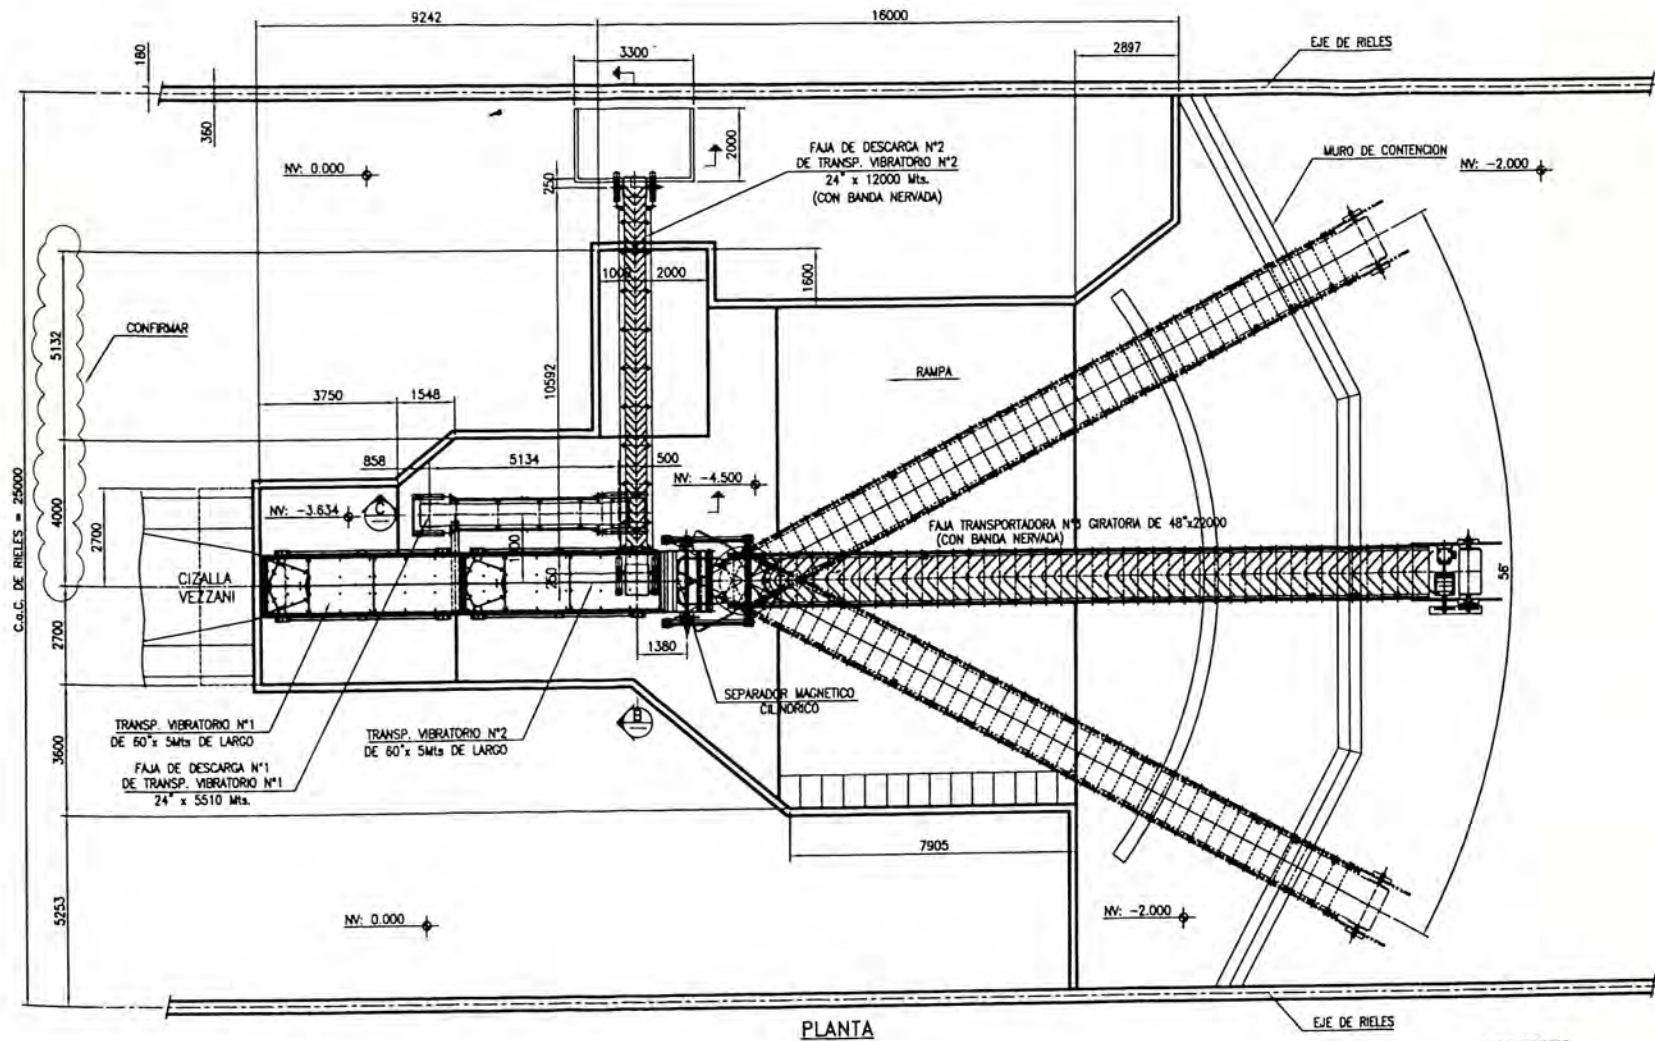 9242
16000
180
3300
2897
EJE DE RIELES
360
2000
FAJA DE DESCARGA N°2
DE TRANSP. VIBRATORIO N°2
24" x 12000 Mts.
(CON BANDA NERVADA)
MURO DE CONTENCION
NV: 0.000
NV: -2.000
250
1000
2000
1600
CONFIRMAR
5132
10592
RAMPA
3750
1548
858
5134
500
NV: -4.500
C
NV: -3.634
4000
2700
C.a.C. DE RIELES = 25000
FAJA TRANSPORTADORA N°3 GIRATORIA DE 48"x22000
(CON BANDA NERVADA)
CIZALLA
VEZZANI
250
56°
2700
1380
SEPARADOR MAGNETICO
CILINDRICO
B
TRANSP. VIBRATORIO N°1
DE 60"x 5Mts DE LARGO
TRANSP. VIBRATORIO N°2
DE 60"x 5Mts DE LARGO
3600
FAJA DE DESCARGA N°1
DE TRANSP. VIBRATORIO N°1
24" x 5510 Mts.
7905
5253
NV: 0.000
NV: -2.000
PLANTA
EJE DE RIELES